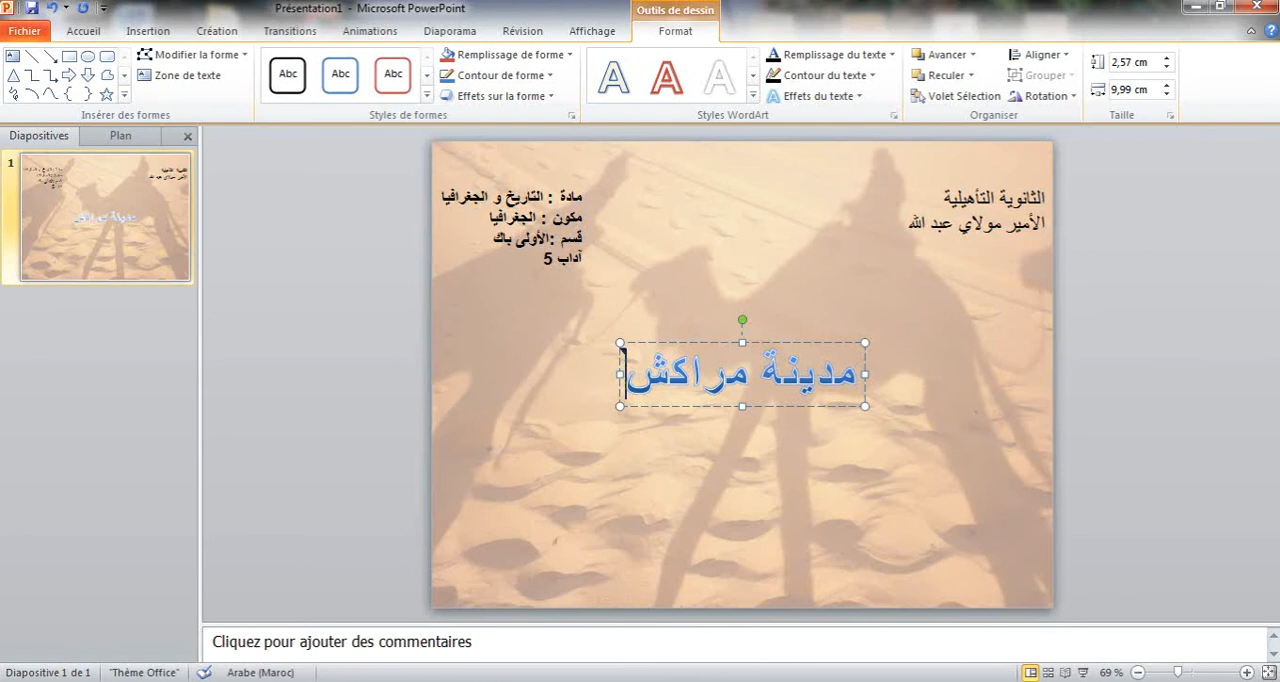 Présentation1 - Microsoft PowerPoint
Outils de dessin
Fichier Accueil Insertion Création Transitions Animations Diaporama Révision Affichage Format
Modifier la forme
Zone de texte
Insérer des formes
Abc Abc Abc
Remplissage de forme
Contour de forme
Effets sur la forme
Styles de formes
A A A
Remplissage du texte
Contour du texte
Effets du texte
Styles WordArt
Avancer
Reculer
Volet Sélection
Aligner
Grouper
Rotation
Organiser
2,57 cm
9,99 cm
Taille
Diapositives Plan
1
الثانوية التأهيلية
الأمير مولاي عبد الله
مادة : التاريخ و الجغرافيا
مكون : الجغرافيا
قسم :الأولى باك
آداب 5
مدينة مراكش
Cliquez pour ajouter des commentaires
Diapositive 1 de 1 "Thème Office" Arabe (Maroc) 69 %